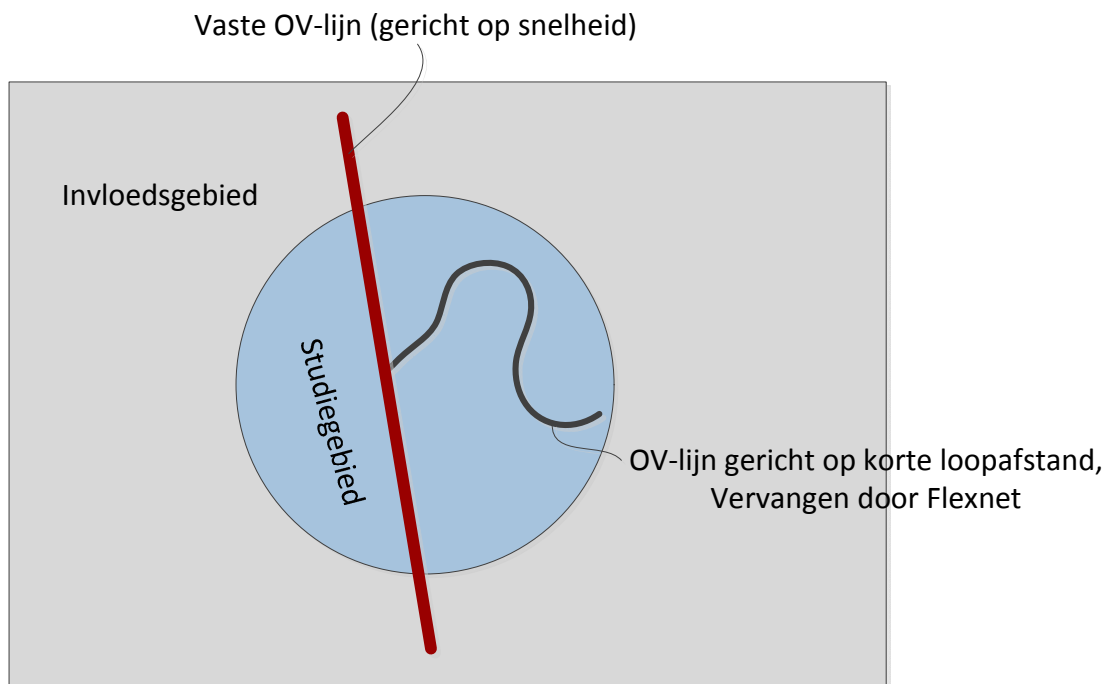 Vaste OV-lijn (gericht op snelheid)
Invloedsgebied
Studiegebied
OV-lijn gericht op korte loopafstand,
Vervangen door Flexnet